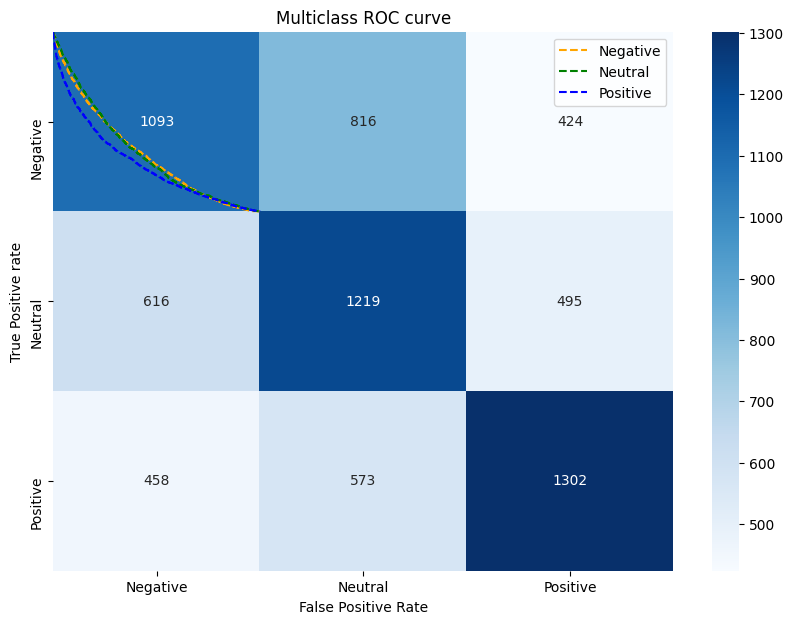 Multiclass ROC curve
Negative
Neutral
Positive
1093 816 424
616 1219 495
458 573 1302
True Positive rate
Negative
Neutral
Positive
Negative Neutral Positive
False Positive Rate
1300
1200
1100
1000
900
800
700
600
500